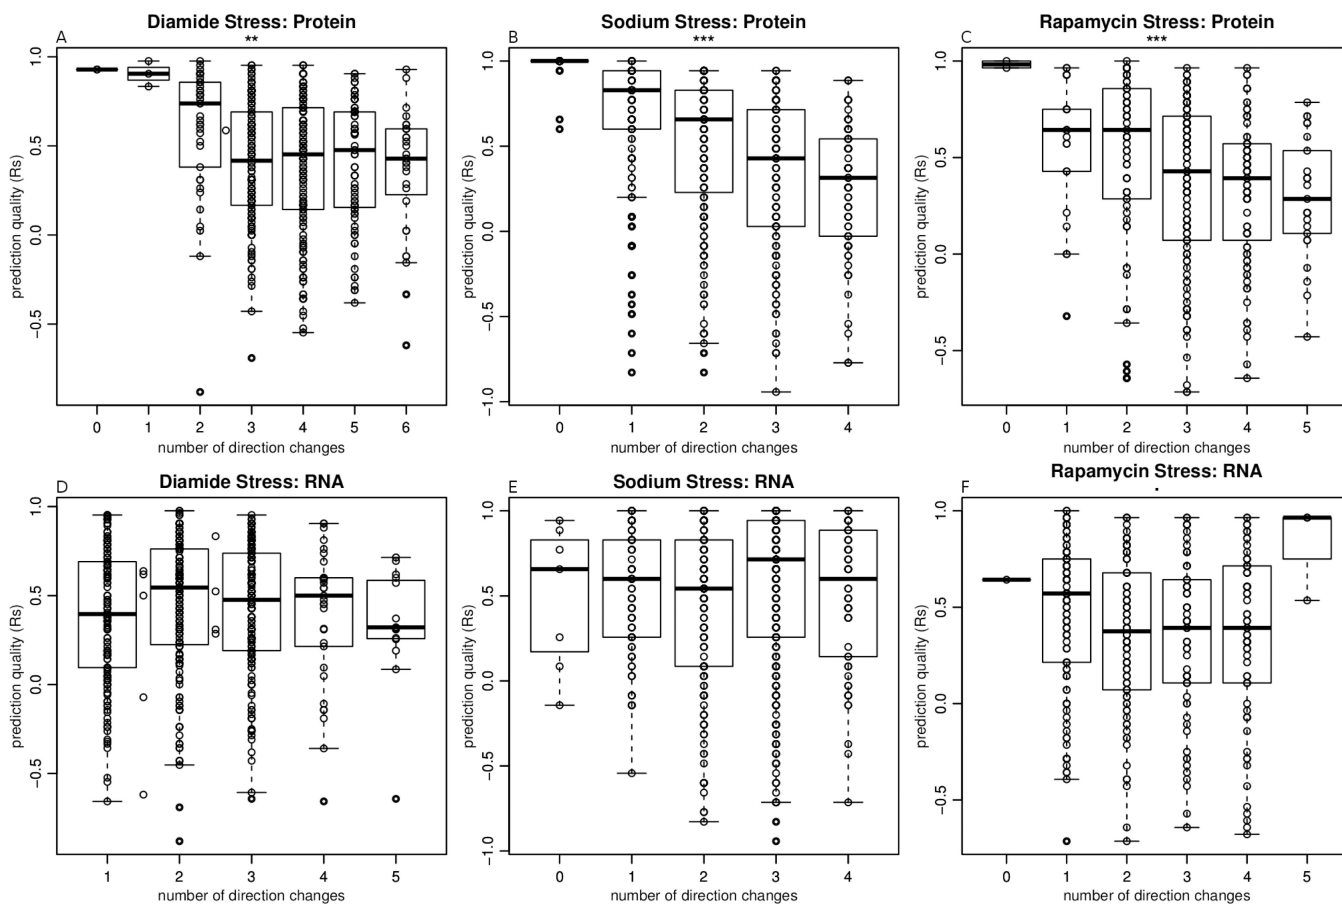 Diamide Stress: Protein
A
**
prediction quality (Rs)
1.0
0.5
0.0
−0.5
0 1 2 3 4 5 6
number of direction changes
Sodium Stress: Protein
B
***
prediction quality (Rs)
1.0
0.5
0.0
−0.5
−1.0
0 1 2 3 4
number of direction changes
Rapamycin Stress: Protein
C
***
prediction quality (Rs)
1.0
0.5
0.0
−0.5
0 1 2 3 4 5
number of direction changes
Diamide Stress: RNA
D
prediction quality (Rs)
1.0
0.5
0.0
−0.5
1 2 3 4 5
number of direction changes
Sodium Stress: RNA
E
prediction quality (Rs)
1.0
0.5
0.0
−0.5
−1.0
0 1 2 3 4
number of direction changes
Rapamycin Stress: RNA
F
.
prediction quality (Rs)
1.0
0.5
0.0
−0.5
0 1 2 3 4 5
number of direction changes